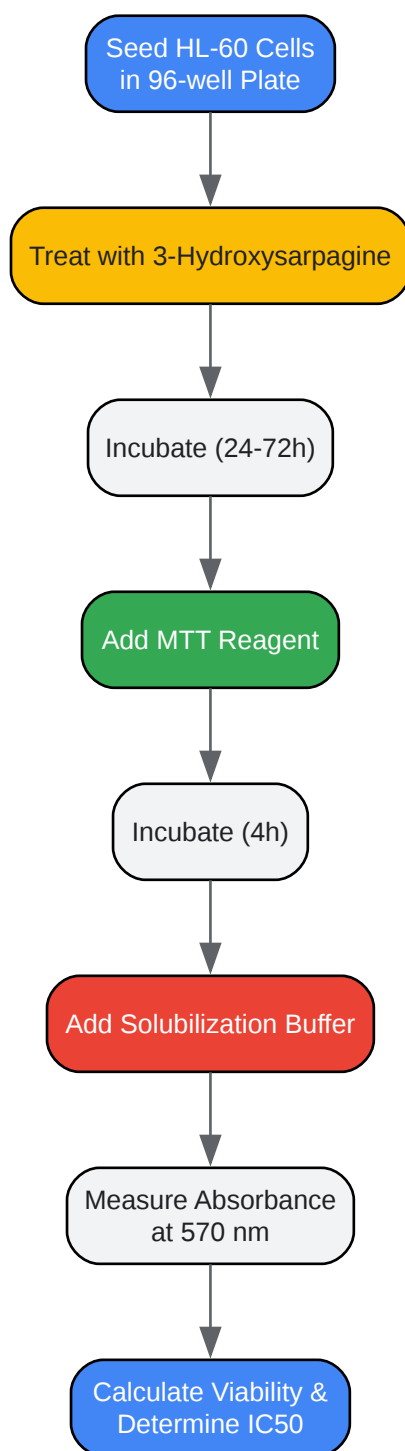 Seed HL-60 Cells
in 96-well Plate
Treat with 3-Hydroxysarpagine
Incubate (24-72h)
Add MTT Reagent
Incubate (4h)
Add Solubilization Buffer
Measure Absorbance
at 570 nm
Calculate Viability &
Determine IC50